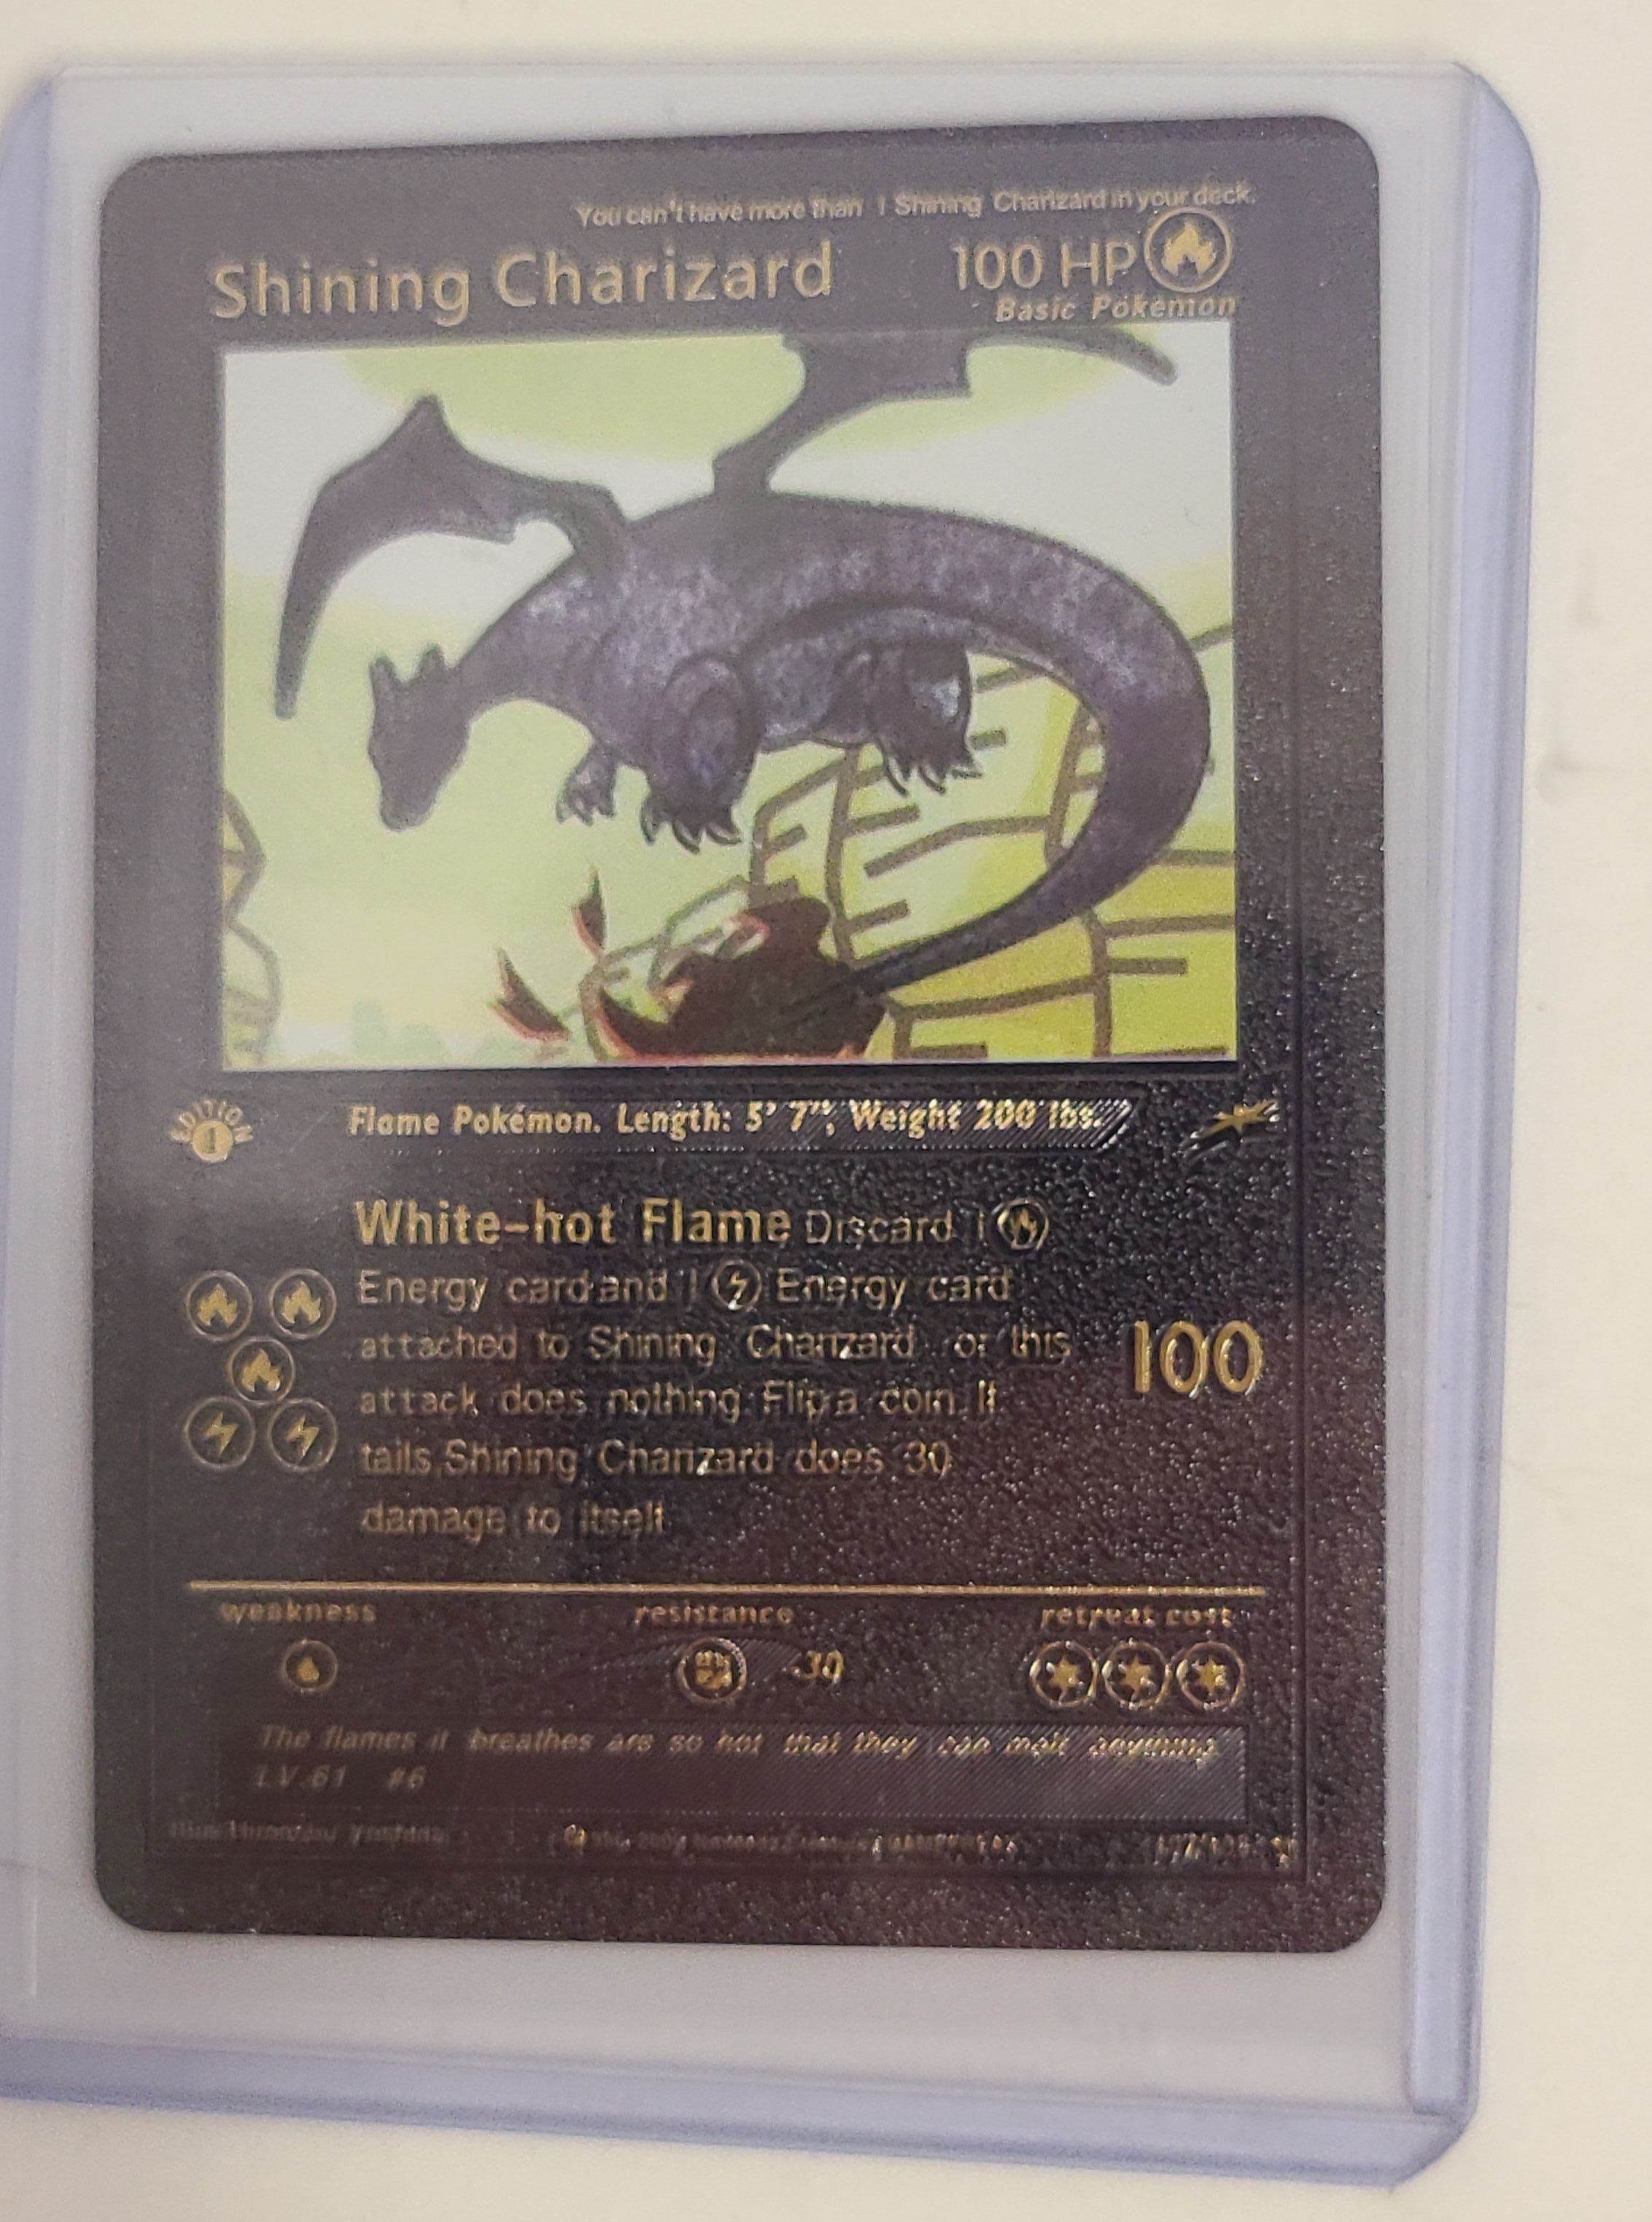 You can't have more than 1 Shining Charizard in your deck.
Shining Charizard 100 HP
Basic Pokémon
EDITION
1
Flame Pokémon. Length: 5' 7", Weight 200 lbs.
White-hot Flame Discard 1
Energy card and 1 Energy card
attached to Shining Charizard or this
attack does nothing Flip a coin If
tails,Shining Charizard does 30
damage to itself
100
weakness resistance retreat cost
-30
The flames it breathes are so hot that they can melt anything.
LV.61 #6
Illus